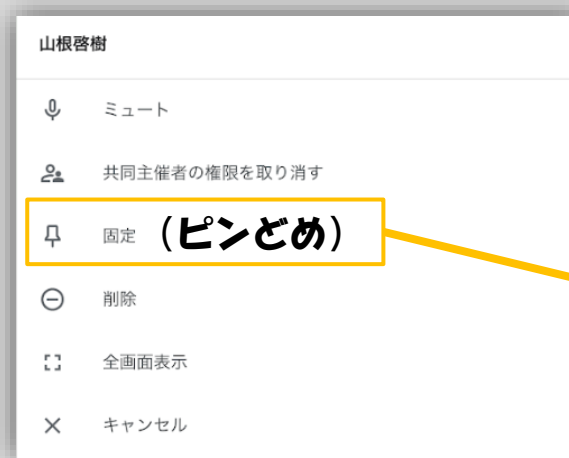 山根啓樹
ミュート
共同主催者の権限を取り消す
固定 (ピンどめ)
削除
全画面表示
キャンセル